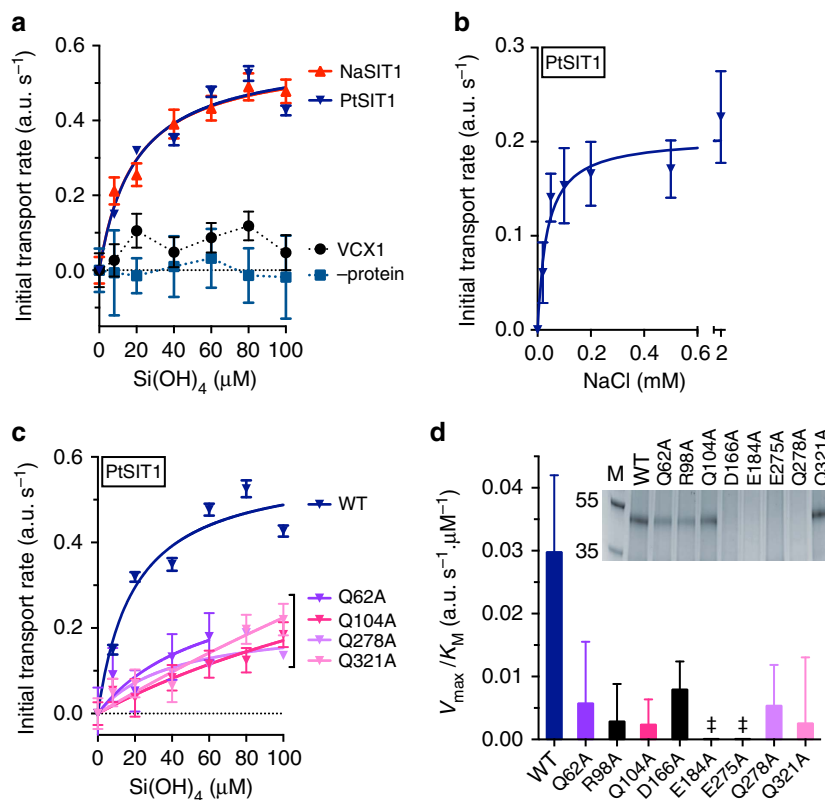 a
Initial transport rate (a.u. s⁻¹)
0.6
0.4
0.2
0.0
0
20
40
60
80
100
Si(OH)₄ (μM)
NaSIT1
PtSIT1
VCX1
–protein
b
PtSIT1
Initial transport rate (a.u. s⁻¹)
0.3
0.2
0.1
0.0
0.0
0.2
0.4
0.6
2
NaCl (mM)
c
PtSIT1
Initial transport rate (a.u. s⁻¹)
0.6
0.4
0.2
0.0
0
20
40
60
80
100
Si(OH)₄ (μM)
WT
Q62A
Q104A
Q278A
Q321A
d
Vmax/KM (a.u. s⁻¹.μM⁻¹)
0.04
0.03
0.02
0.010
0.005
0.000
M
WT
Q62A
R98A
Q104A
D166A
E184A
E275A
Q278A
Q321A
55
35
‡
‡
WT
Q62A
R98A
Q104A
D166A
E184A
E275A
Q278A
Q321A